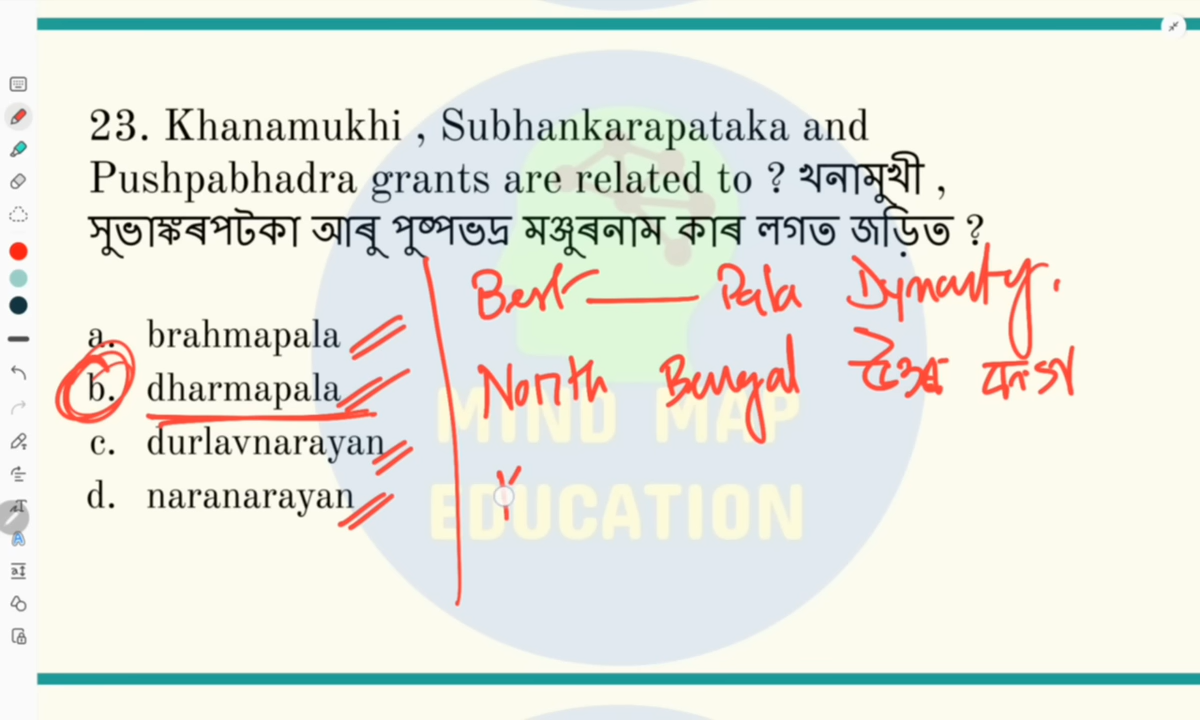 23. Khanamukhi , Subhankarapataka and
Pushpabhadra grants are related to ? খনামুখী ,
সুভাঙ্কৰপটকা আৰু পুষ্পভদ্ৰ মঞ্জুৰনাম কাৰ লগত জড়িত ?
a. brahmapala
b. dharmapala
c. durlavnarayan
d. naranarayan
Best — Pala Dynasty.
North Bengal
MIND MAP
EDUCATION